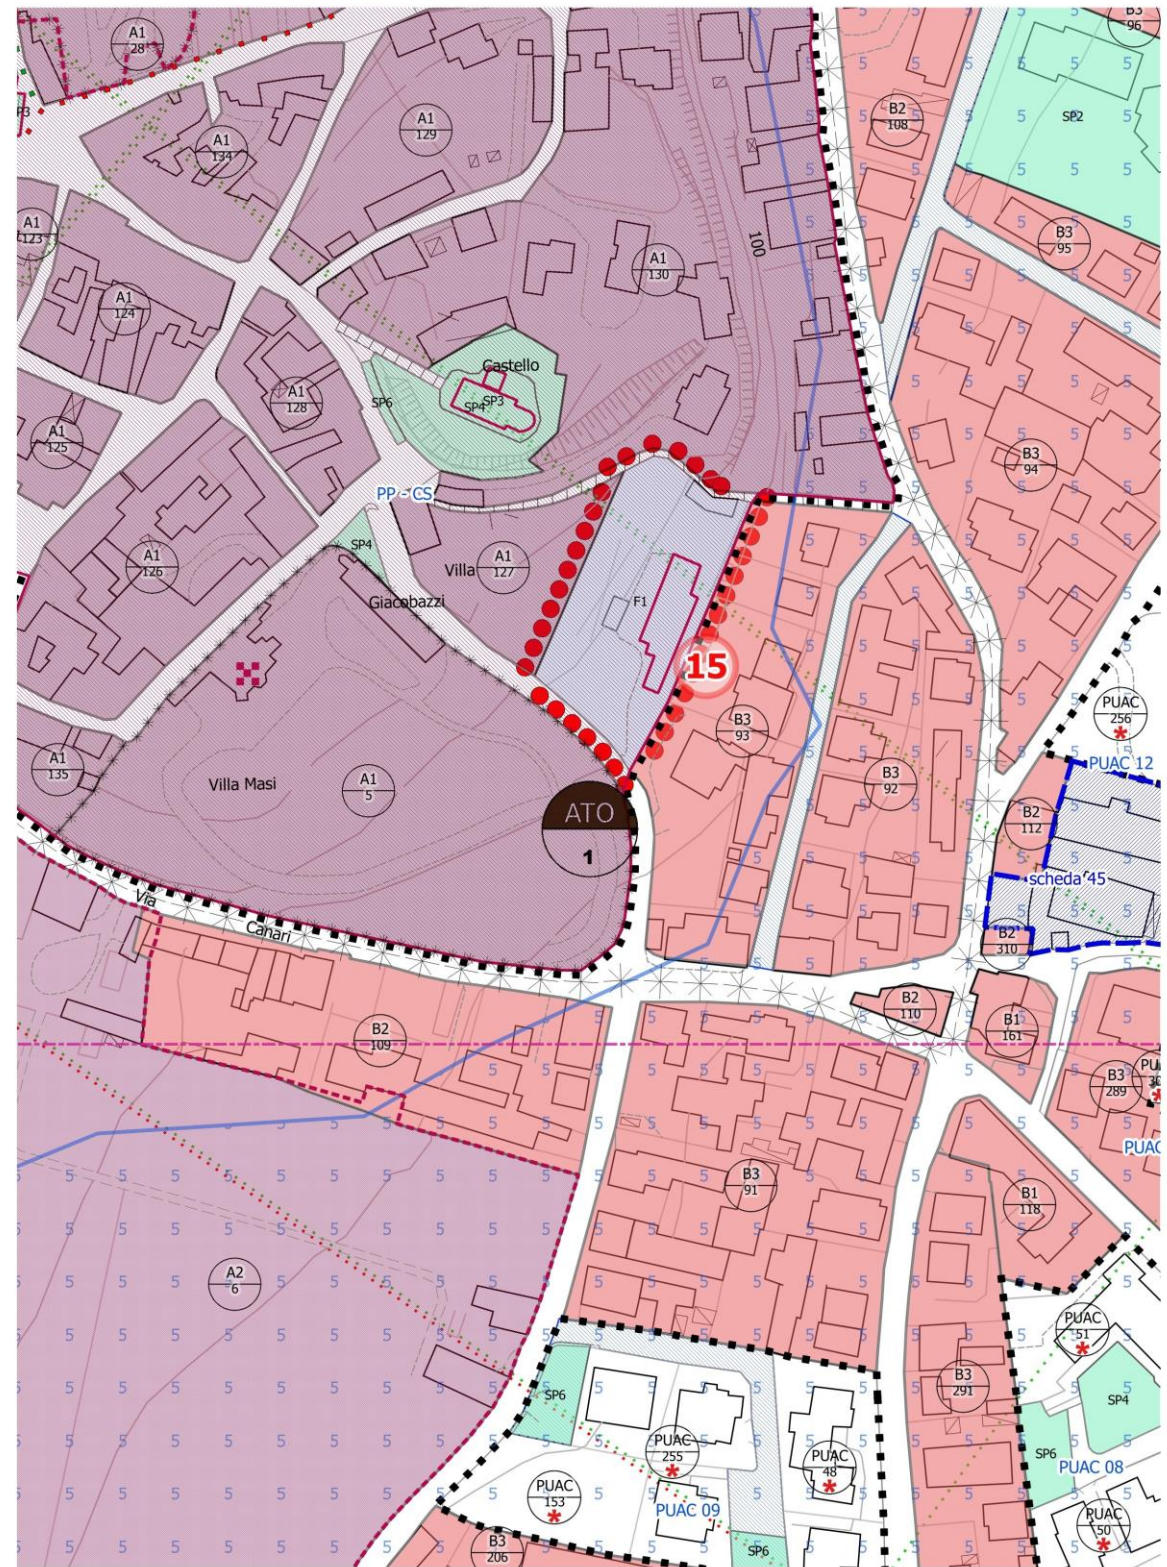 A1
28
B3
96
P3
A1
134
A1
129
B2
108
SP2
A1
123
A1
130
100
B3
95
A1
124
Castello
SP3
SP4
SP6
A1
128
A1
125
B3
94
PP - CS
SP4
A1
126
Villa
A1
127
Giacobazzi
F1
15
B3
93
PUAC
256
*
PUAC 12
A1
135
Villa Masi
A1
5
B3
92
ATO
1
B2
112
scheda 45
Via
Canari
B2
310
B2
109
B2
110
B1
161
B3
289
PUAC
B3
91
B1
118
A2
6
PUAC
51
*
SP6
B3
291
SP4
PUAC
255
*
PUAC
48
*
SP6
PUAC 08
PUAC
153
*
PUAC 09
PUAC
50
*
B3
206
SP6